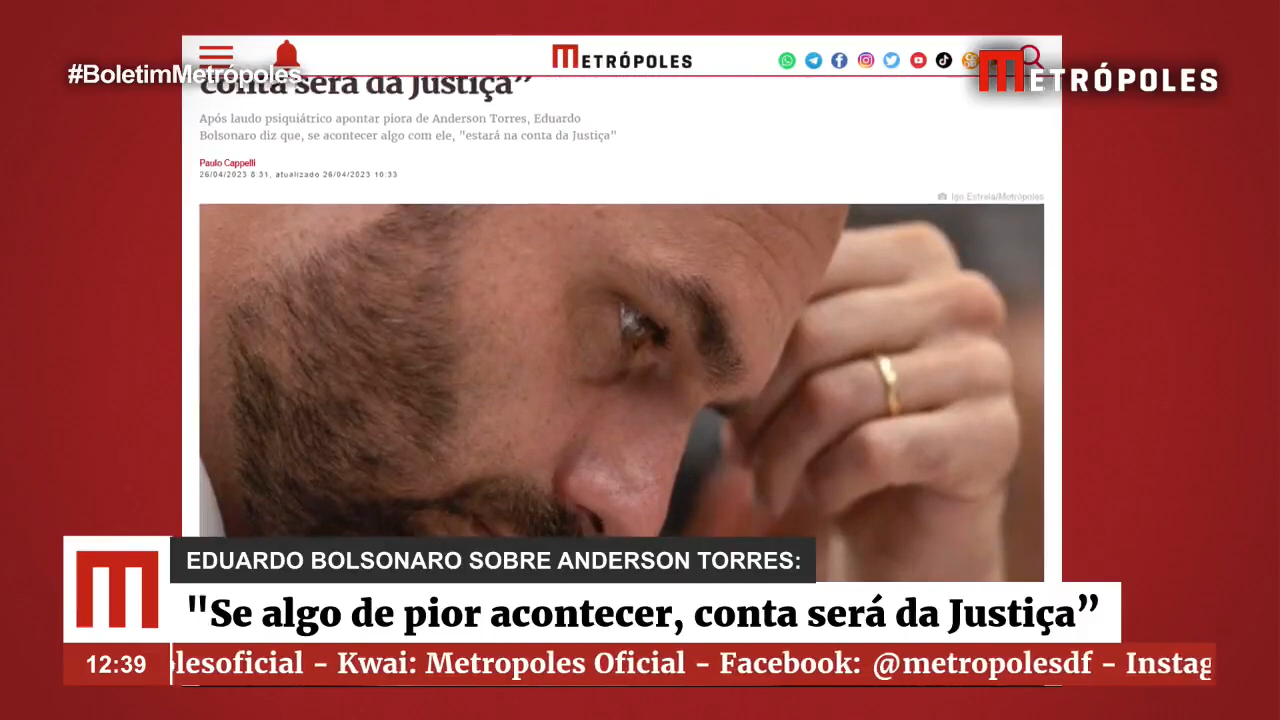 #BoletimMetrópoles
METRÓPOLES
METRÓPOLES
conta será da Justiça”
Após laudo psiquiátrico apontar piora de Anderson Torres, Eduardo
Bolsonaro diz que, se acontecer algo com ele, "estará na conta da Justiça"
Paulo Cappelli
26/04/2023 8:31, atualizado 26/04/2023 10:33
Igo Estrela/Metrópoles
EDUARDO BOLSONARO SOBRE ANDERSON TORRES:
"Se algo de pior acontecer, conta será da Justiça”
12:39
lesoficial - Kwai: Metropoles Oficial - Facebook: @metropolesdf - Instag